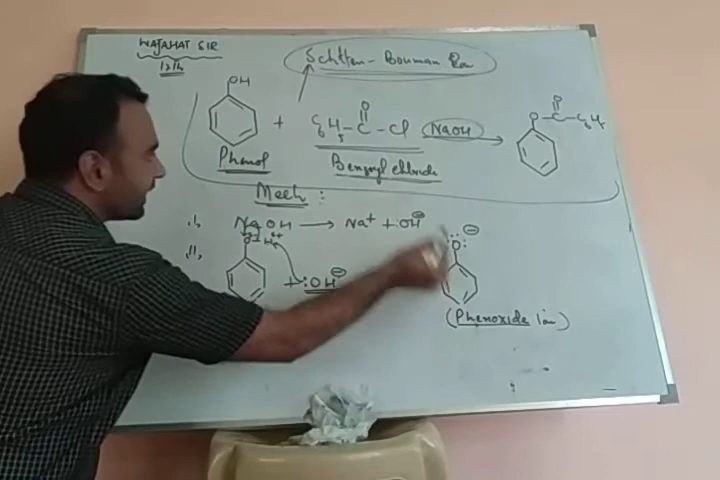 WAJAHAT SIR
12th
Schotten-Bauman Rxn
OH
+ C6H5-C-Cl NaOH → O-C-C6H5
O O
Phenol
Benzoyl chloride
Mech :
i, NaOH → Na+ + :OH⊖
ii, + :OH⊖ :O: ⊖
(Phenoxide ion)